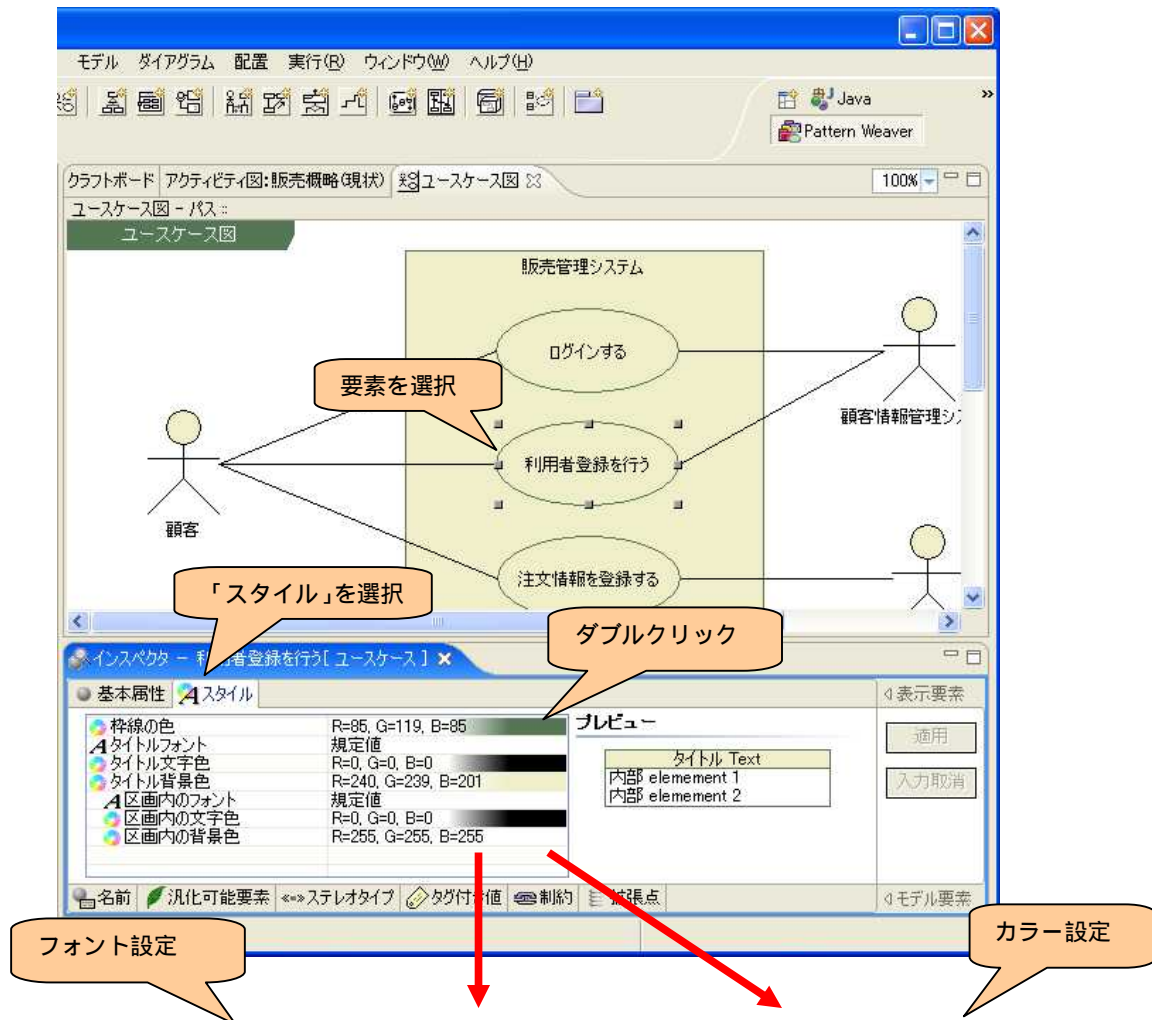 モデル ダイアグラム 配置 実行(R) ウィンドウ(W) ヘルプ(H)
Java
»
Pattern Weaver
クラフトボード アクティビティ図:販売概略(現状) ユースケース図
100%
ユースケース図 - パス ::
ユースケース図
販売管理システム
ログインする
要素を選択
顧客情報管理シ
利用者登録を行う
顧客
注文情報を登録する
「スタイル」を選択
ダブルクリック
インスペクタ - 利用者登録を行う[ ユースケース ]
基本属性 スタイル
表示要素
枠線の色 R=85, G=119, B=85
プレビュー
適用
タイトルフォント 規定値
タイトル文字色 R=0, G=0, B=0
タイトル Text
タイトル背景色 R=240, G=239, B=201
内部 elemement 1
入力取消
区画内のフォント 規定値
内部 elemement 2
区画内の文字色 R=0, G=0, B=0
区画内の背景色 R=255, G=255, B=255
名前 汎化可能要素 «=»ステレオタイプ タグ付き値 制約 拡張点
モデル要素
フォント設定
カラー設定